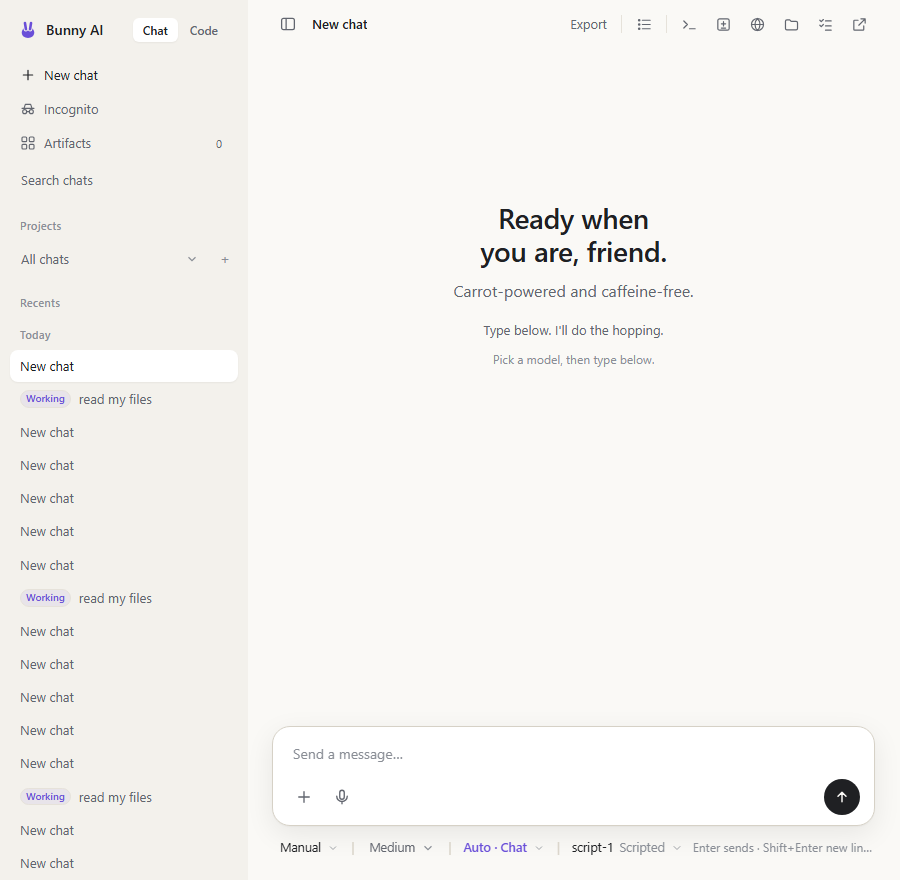 Bunny AI
Chat
Code
New chat
Incognito
Artifacts
0
Search chats
Projects
All chats
+
Recents
Today
New chat
Working read my files
New chat
New chat
New chat
New chat
New chat
Working read my files
New chat
New chat
New chat
New chat
New chat
Working read my files
New chat
New chat
New chat
Export
Ready when
you are, friend.
Carrot-powered and caffeine-free.
Type below. I'll do the hopping.
Pick a model, then type below.
Send a message...
Manual | Medium | Auto · Chat | script-1 Scripted Enter sends · Shift+Enter new lin...